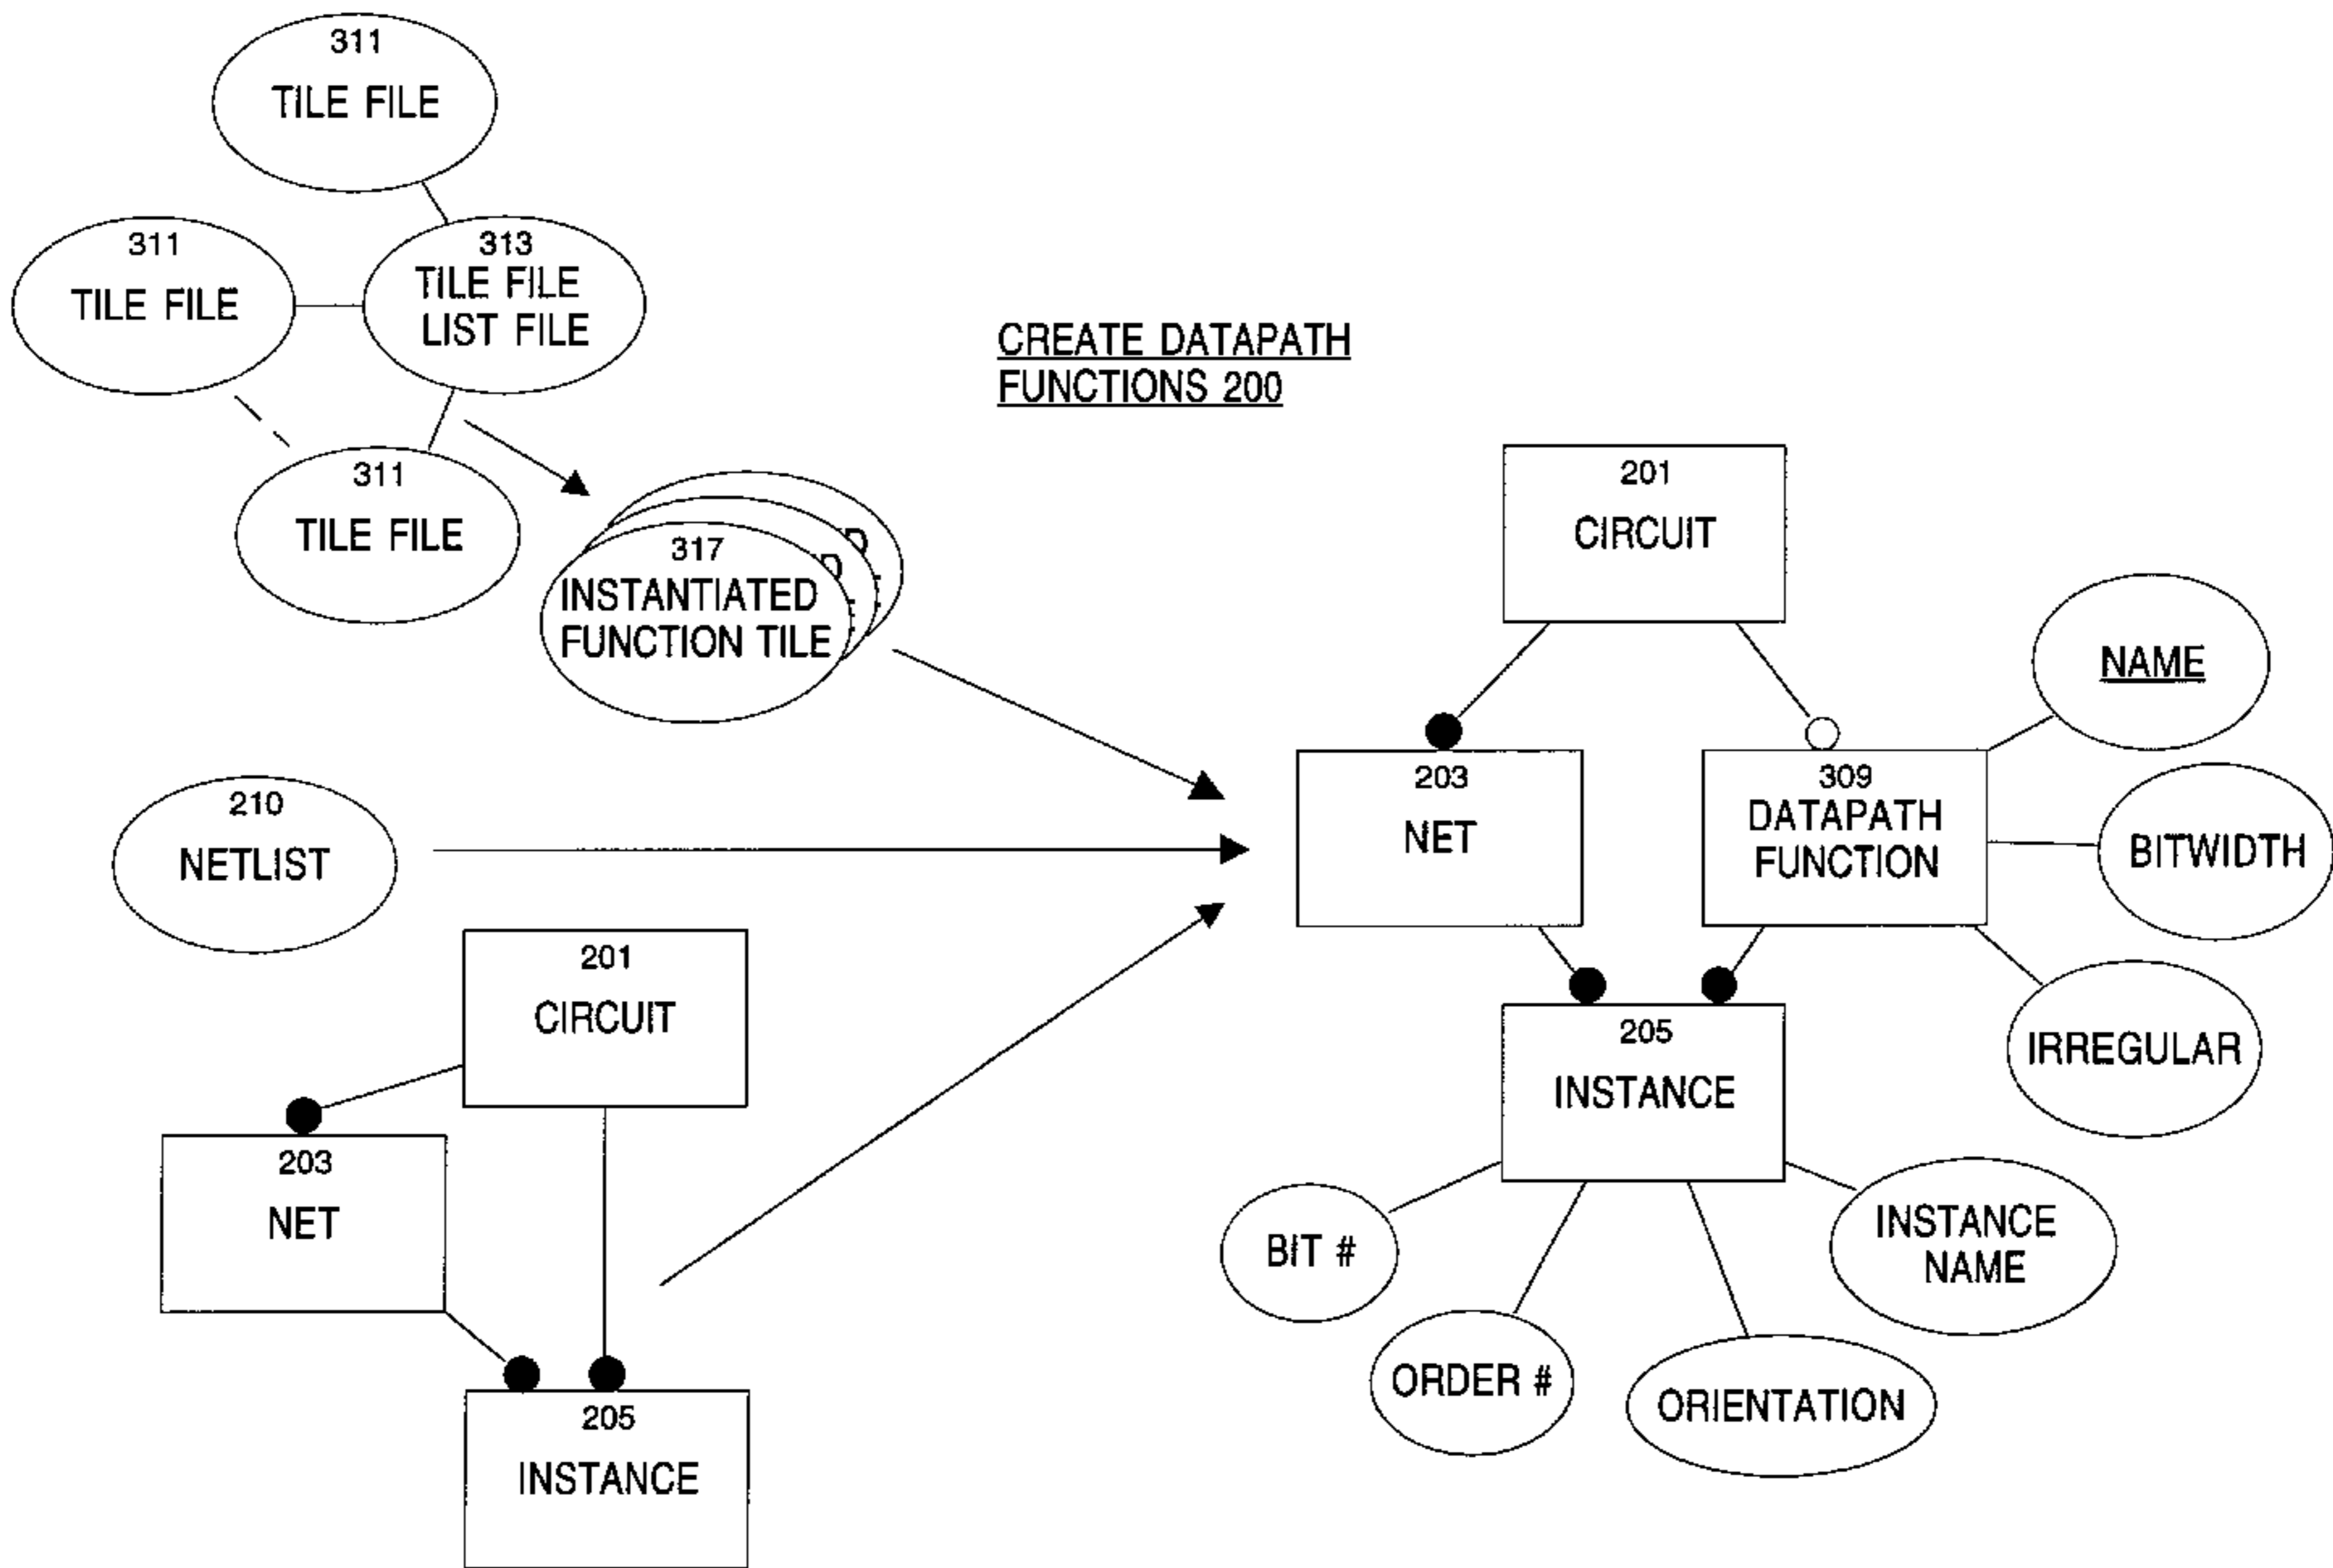 311
TILE FILE
311
TILE FILE
313
TILE FILE
LIST FILE
311
TILE FILE
CREATE DATAPATH
FUNCTIONS 200
317
INSTANTIATED
FUNCTION TILE
D
D
210
NETLIST
201
CIRCUIT
203
NET
205
INSTANCE
201
CIRCUIT
203
NET
309
DATAPATH
FUNCTION
NAME
BITWIDTH
IRREGULAR
205
INSTANCE
BIT #
ORDER #
ORIENTATION
INSTANCE
NAME